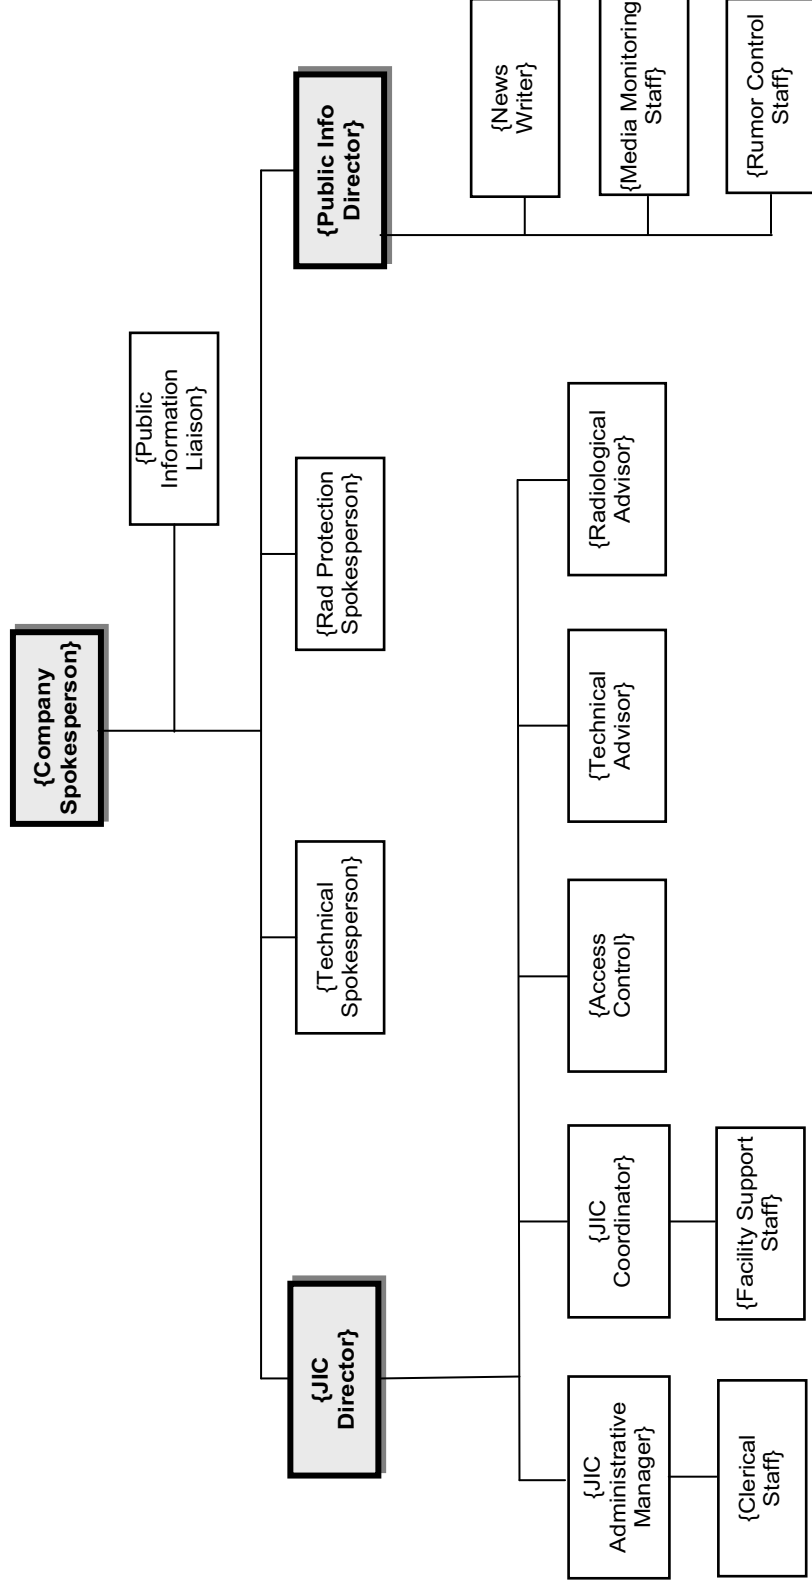 {Company
Spokesperson}
{Public
Information
Liaison}
{JIC
Director}
{Technical
Spokesperson}
{Rad Protection
Spokesperson}
{Public Info
Director}
{JIC
Administrative
Manager}
{JIC
Coordinator}
{Access
Control}
{Technical
Advisor}
{Radiological
Advisor}
{News
Writer}
{Media Monitoring
Staff}
{Rumor Control
Staff}
{Clerical
Staff}
{Facility Support
Staff}